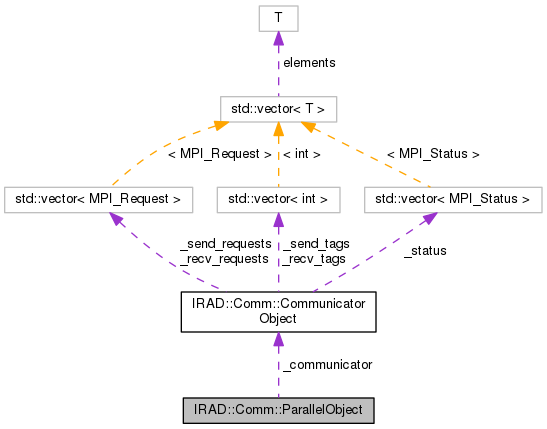 T
elements
std::vector< T >
< MPI_Request >
< int >
< MPI_Status >
std::vector< MPI_Request >
std::vector< int >
std::vector< MPI_Status >
_send_requests
_recv_requests
_send_tags
_recv_tags
_status
IRAD::Comm::Communicator
Object
_communicator
IRAD::Comm::ParallelObject